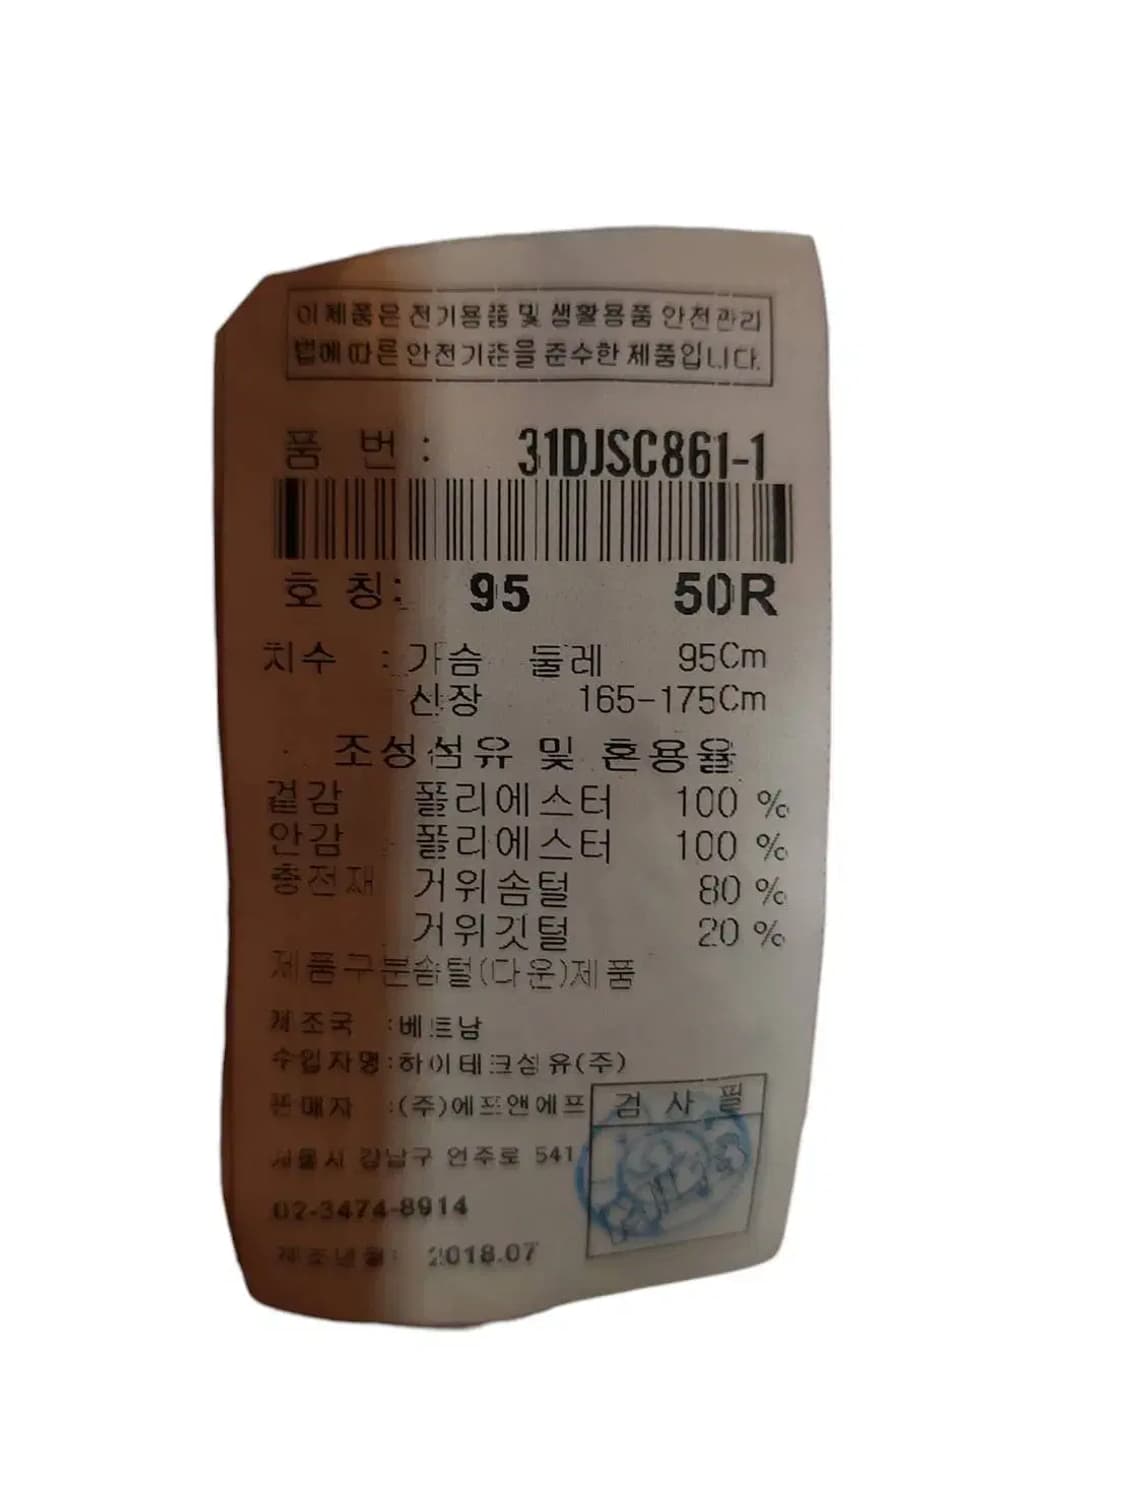 이 제품은 전기용품 및 생활용품 안전관리
법에 따른 안전기준을 준수한 제품입니다.
품 번 : 31DJSC861-1
호 칭: 95 50R
치수 : 가슴 둘레 95Cm
신장 165-175Cm
조성섬유 및 혼용율
겉감 폴리에스터 100 %
안감 폴리에스터 100 %
충전재 거위솜털 80 %
거위깃털 20 %
제품구분솜털(다운)제품
제조국 :베트남
수입자명:하이테크섬유(주)
판매자 :(주)에프앤에프
검 사 필
서울시 강남구 언주로 541
02-3474-8914
제조년월: 2018.07